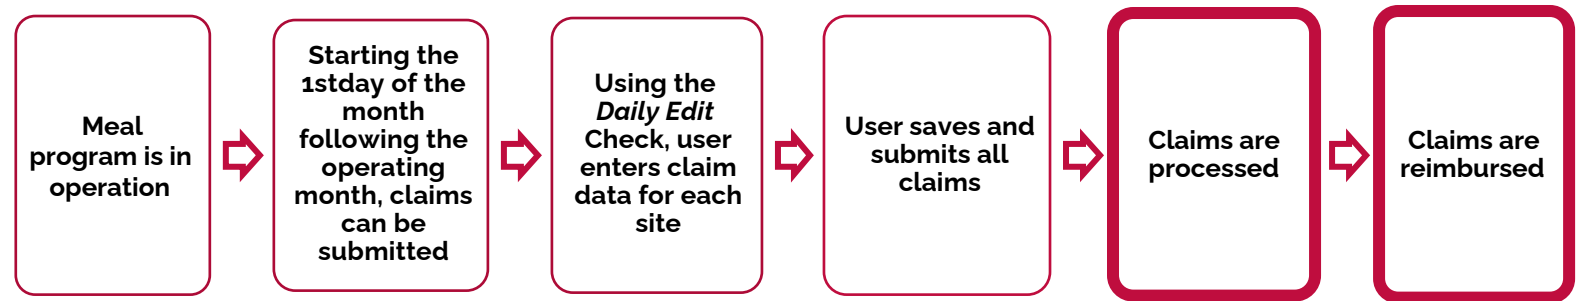 Meal
program is in
operation
Starting the
1stday of the
month
following the
operating
month, claims
can be
submitted
Using the
Daily Edit
Check, user
enters claim
data for each
site
User saves and
submits all
claims
Claims are
processed
Claims are
reimbursed